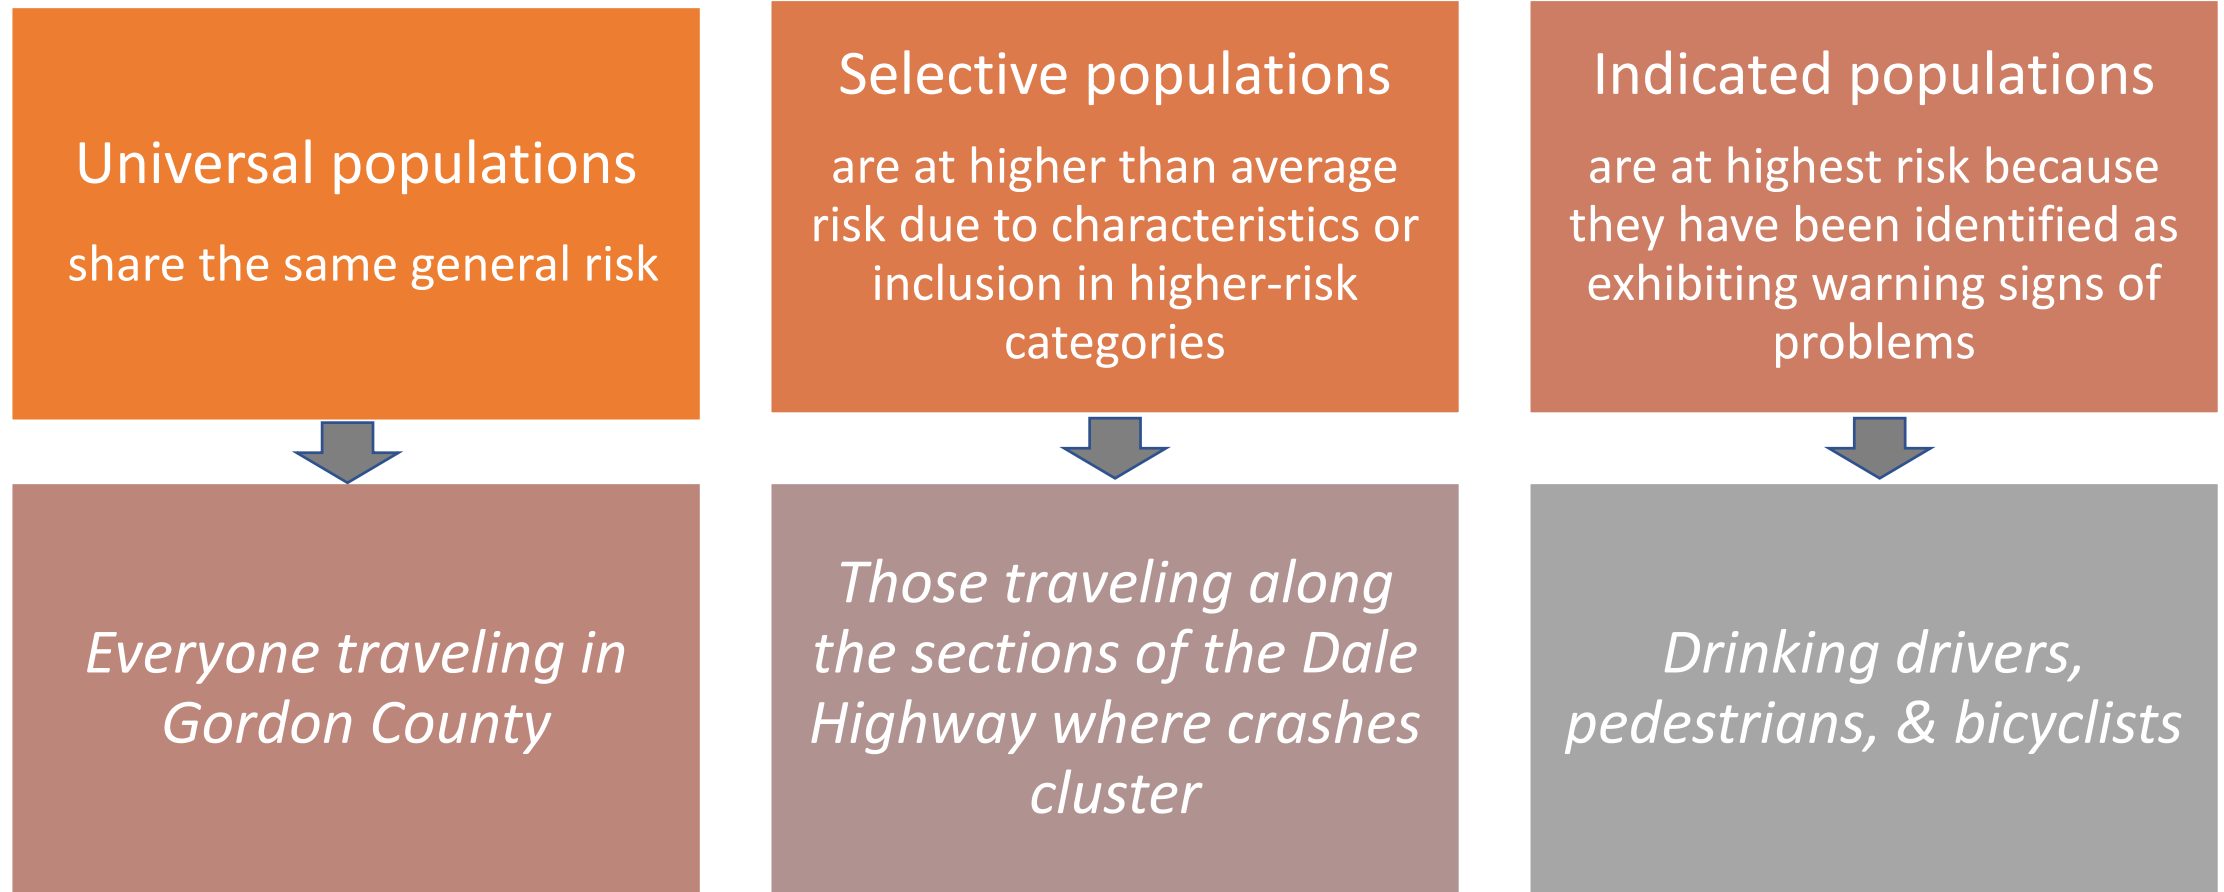 Universal populations
share the same general risk
Selective populations
are at higher than average
risk due to characteristics or
inclusion in higher-risk
categories
Indicated populations
are at highest risk because
they have been identified as
exhibiting warning signs of
problems
Everyone traveling in
Gordon County
Those traveling along
the sections of the Dale
Highway where crashes
cluster
Drinking drivers,
pedestrians, & bicyclists